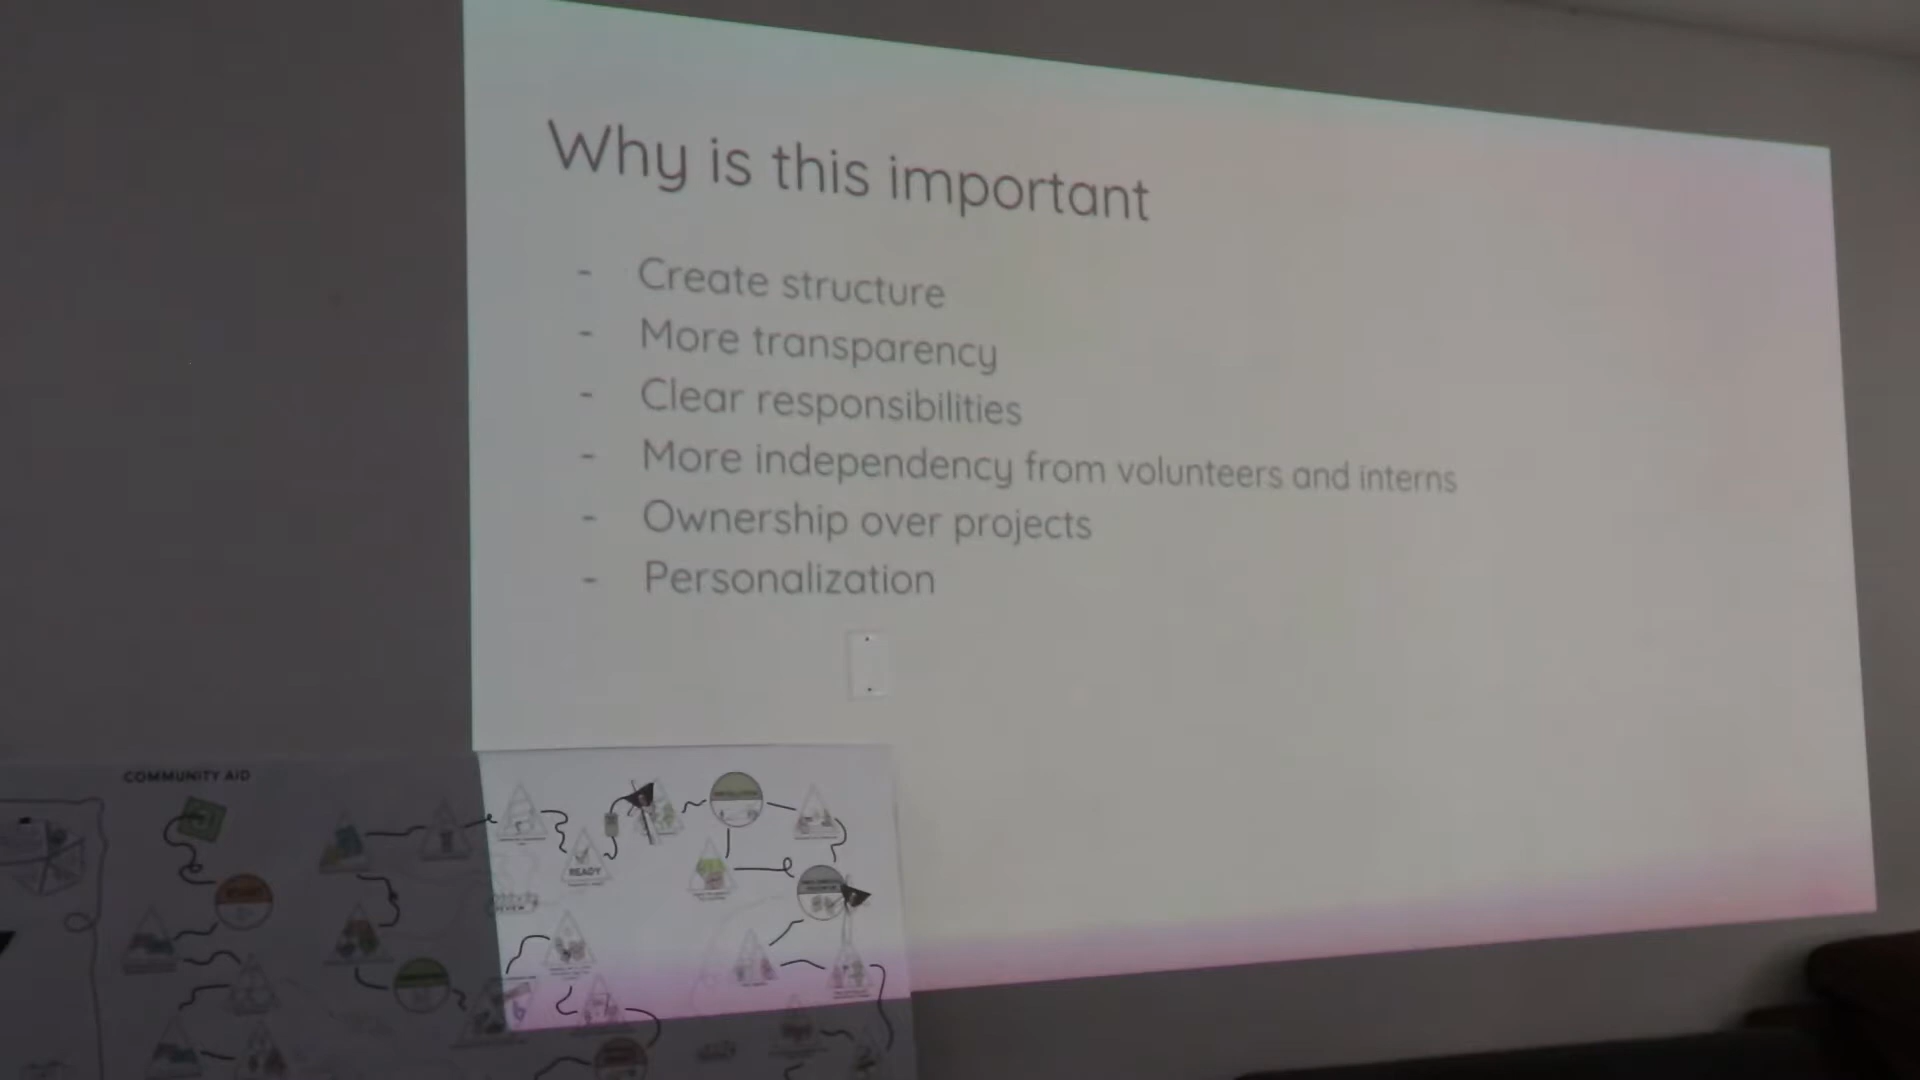 Why is this important
- Create structure
- More transparency
- Clear responsibilities
- More independency from volunteers and interns
- Ownership over projects
- Personalization
COMMUNITY AID
READY